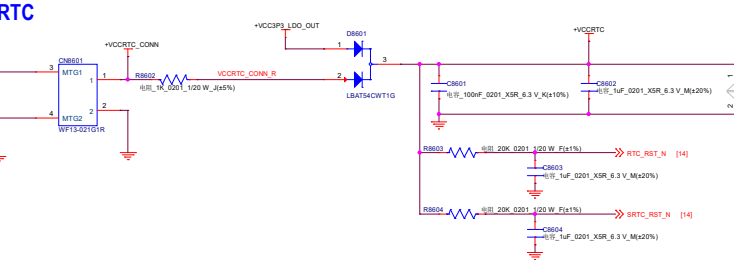 RTC
+VCC3P3_LDO_OUT
+VCCRTC_CONN
D8601
+VCCRTC
CN8601
3 MTG1
1 1
R8602
VCCRTC_CONN_R
1
2
3
电阻_1K_0201_1/20 W_J(±5%)
LBAT54CWT1G
2 2
4 MTG2
WF13-021G1R
C8601
电容_100nF_0201_X5R_6.3 V_K(±10%)
C8602
电容_1uF_0201_X5R_6.3 V_M(±20%)
1
2
R8603
电阻_20K_0201_1/20 W_F(±1%)
RTC_RST_N [14]
C8603
电容_1uF_0201_X5R_6.3 V_M(±20%)
R8604
电阻_20K_0201_1/20 W_F(±1%)
SRTC_RST_N [14]
C8604
电容_1uF_0201_X5R_6.3 V_M(±20%)